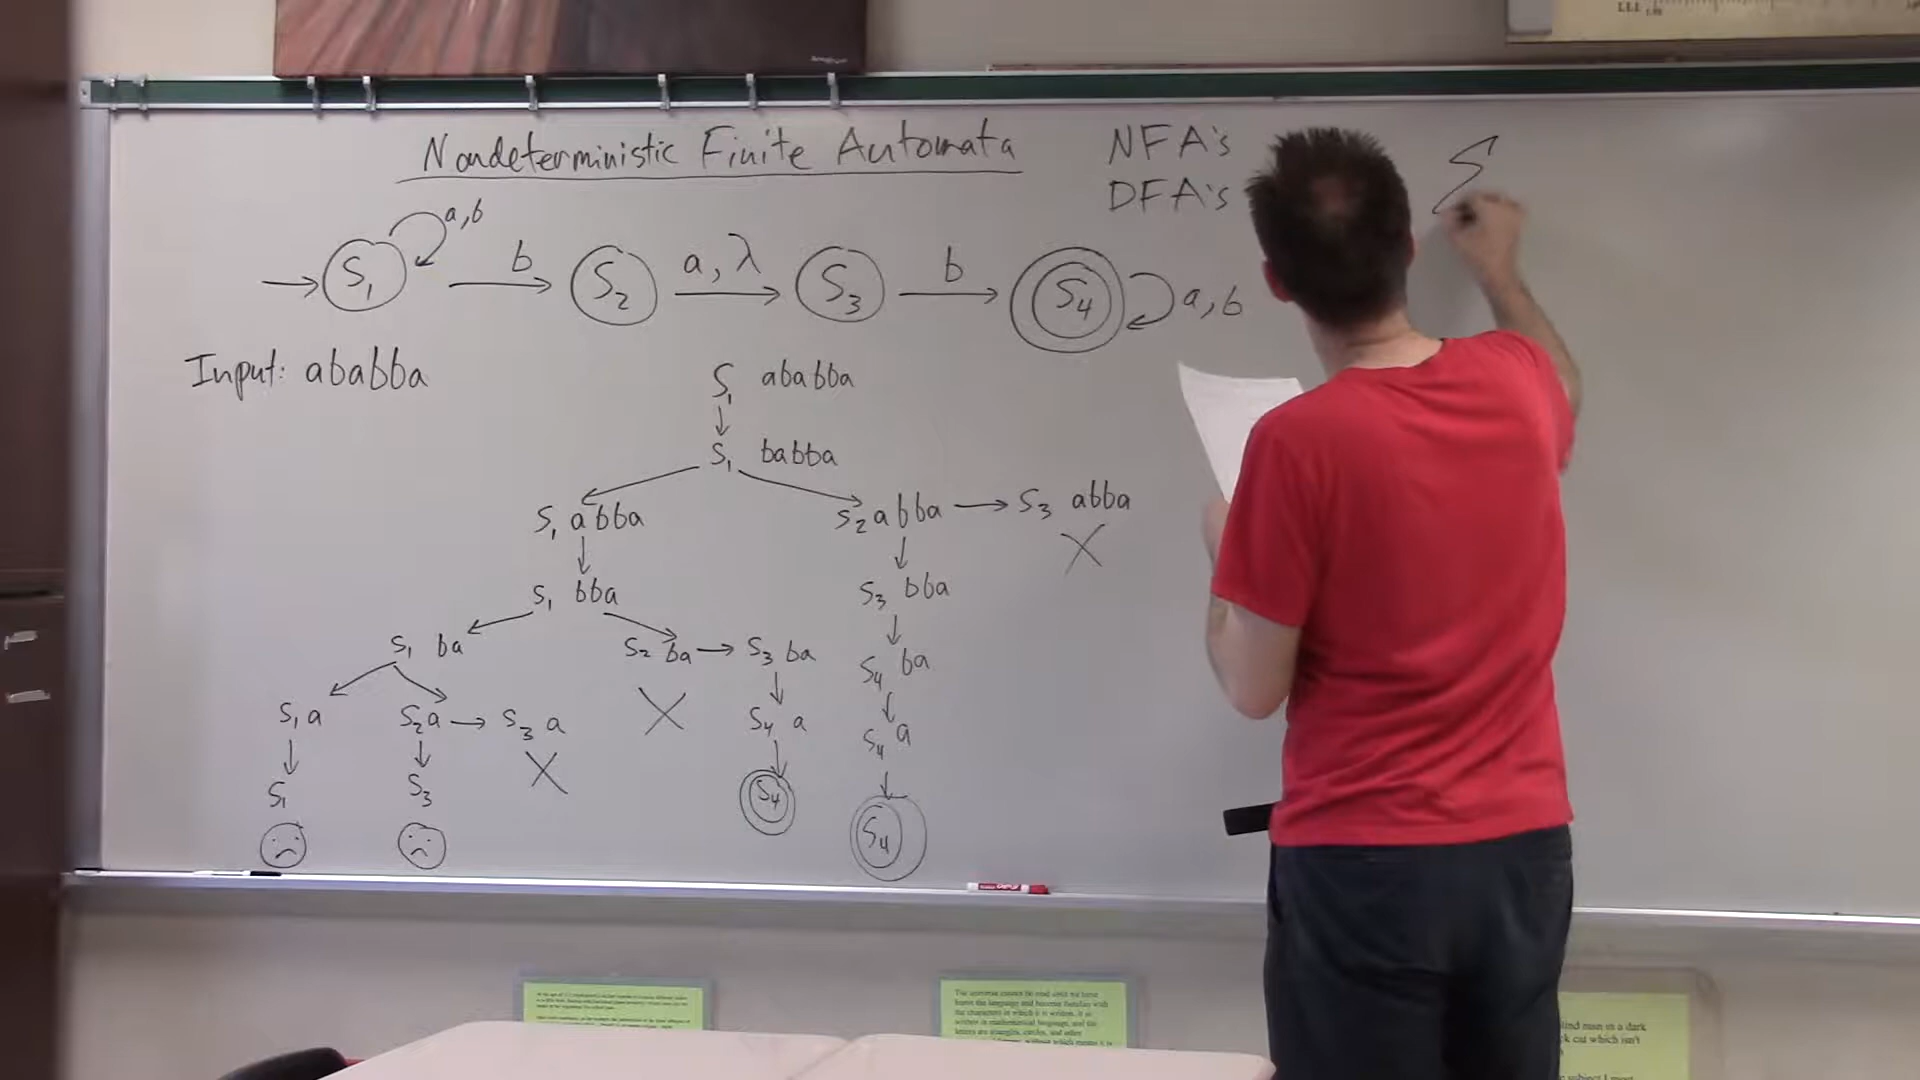 Nondeterministic Finite Automata
NFA's
DFA's
S
a,b
S1 b S2 a, λ S3 b S4 a, b
Input: ababba
S1 ababba
S1 babba
S1 abba
S2 abba
S3 abba
X
S1 bba
S3 bba
S1 ba
S2 ba
S3 ba
S4 ba
X
S1 a
S2 a
S3 a
S4 a
S4 a
X
S1
S3
S4
S4